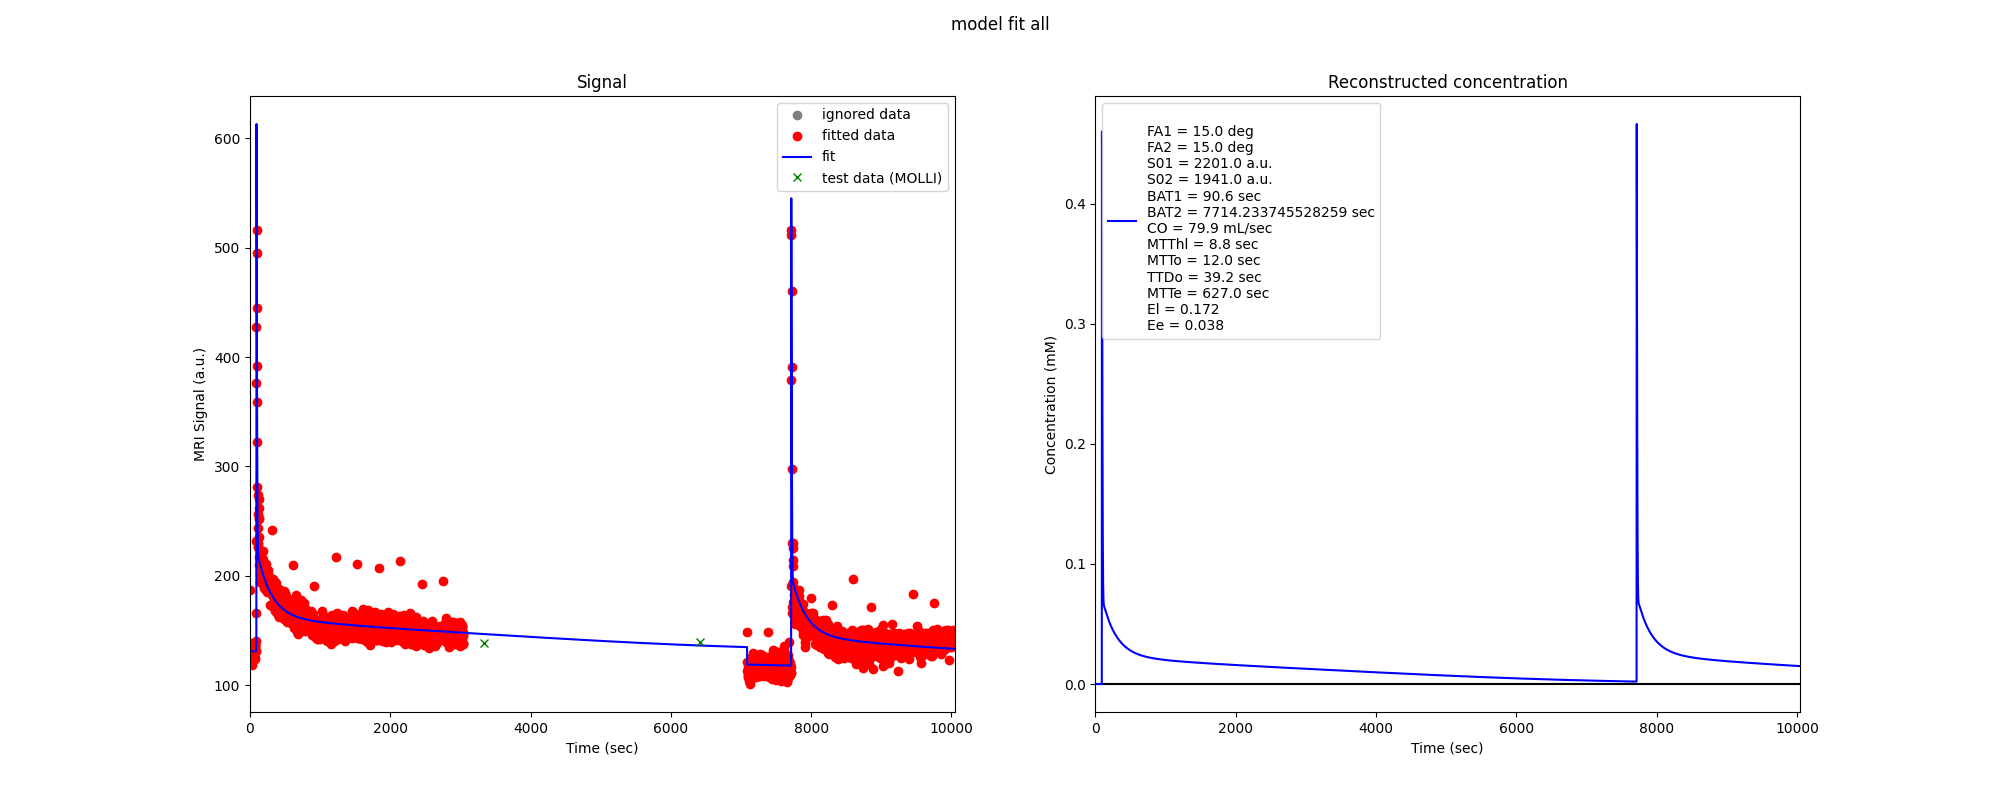 model fit all
Signal
MRI Signal (a.u.)
600
500
400
300
200
100
0
2000
4000
6000
8000
10000
Time (sec)
ignored data
fitted data
fit
test data (MOLLI)
Reconstructed concentration
Concentration (mM)
0.4
0.3
0.2
0.1
0.0
0
2000
4000
6000
8000
10000
Time (sec)
FA1 = 15.0 deg
FA2 = 15.0 deg
S01 = 2201.0 a.u.
S02 = 1941.0 a.u.
BAT1 = 90.6 sec
BAT2 = 7714.233745528259 sec
CO = 79.9 mL/sec
MTThl = 8.8 sec
MTTo = 12.0 sec
TTDo = 39.2 sec
MTTe = 627.0 sec
El = 0.172
Ee = 0.038